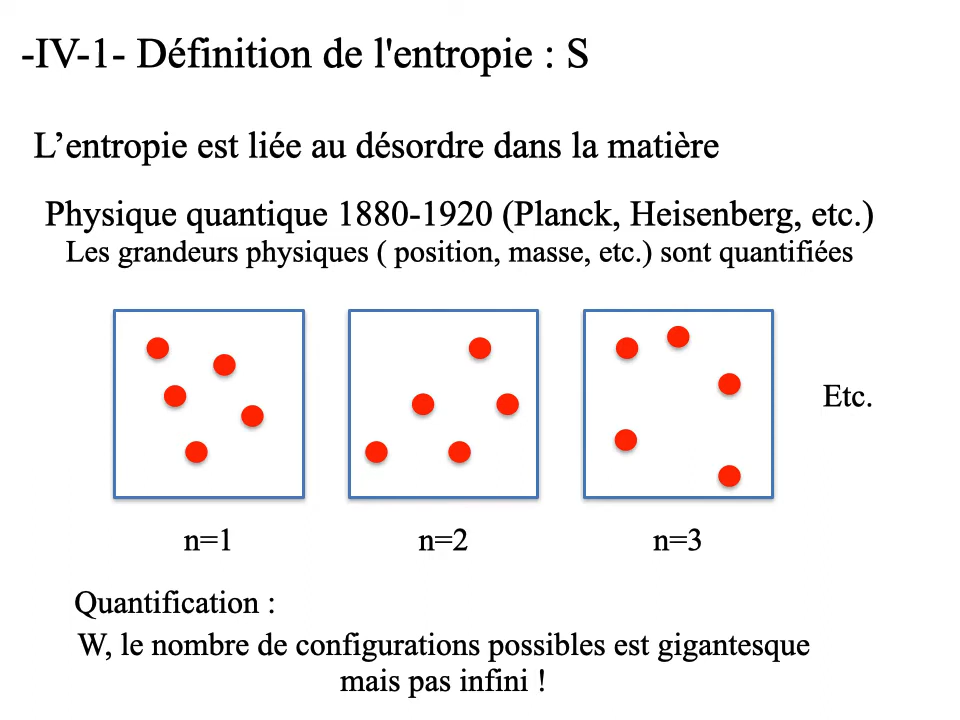 -IV-1- Définition de l'entropie : S
L’entropie est liée au désordre dans la matière
Physique quantique 1880-1920 (Planck, Heisenberg, etc.)
Les grandeurs physiques ( position, masse, etc.) sont quantifiées
Etc.
n=1
n=2
n=3
Quantification :
W, le nombre de configurations possibles est gigantesque
mais pas infini !